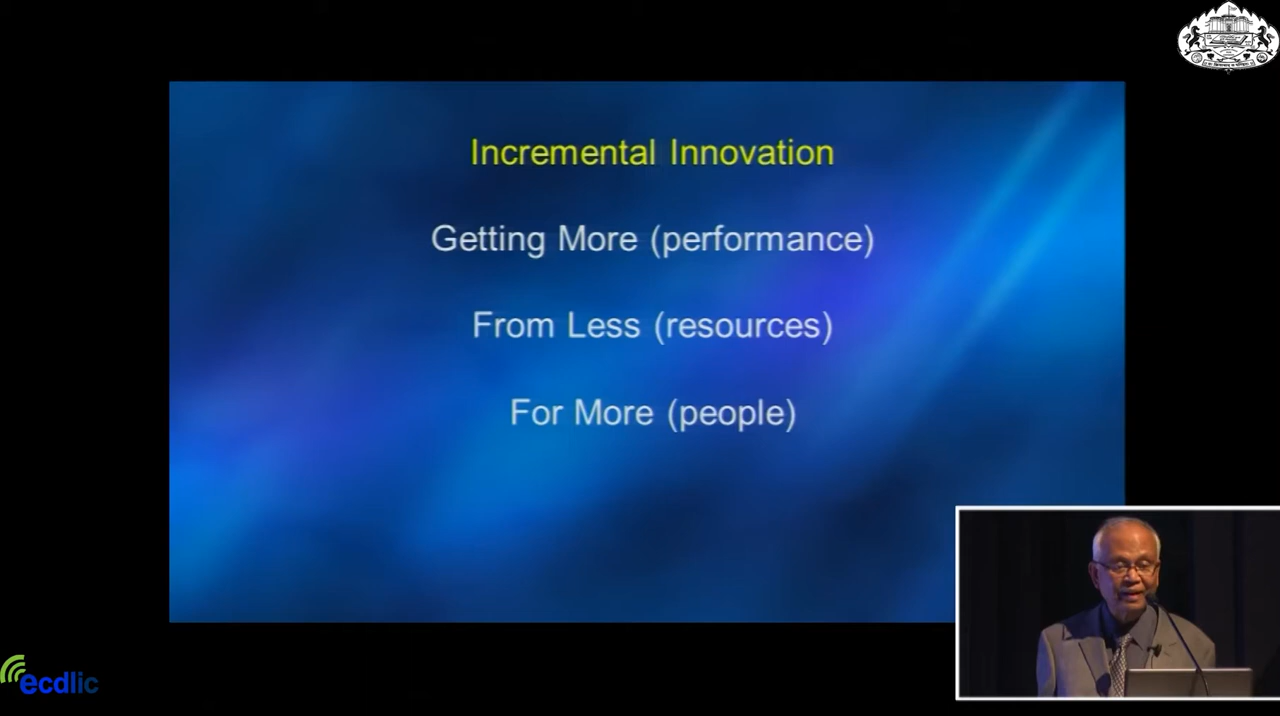 Incremental Innovation
Getting More (performance)
From Less (resources)
For More (people)
ecdlic